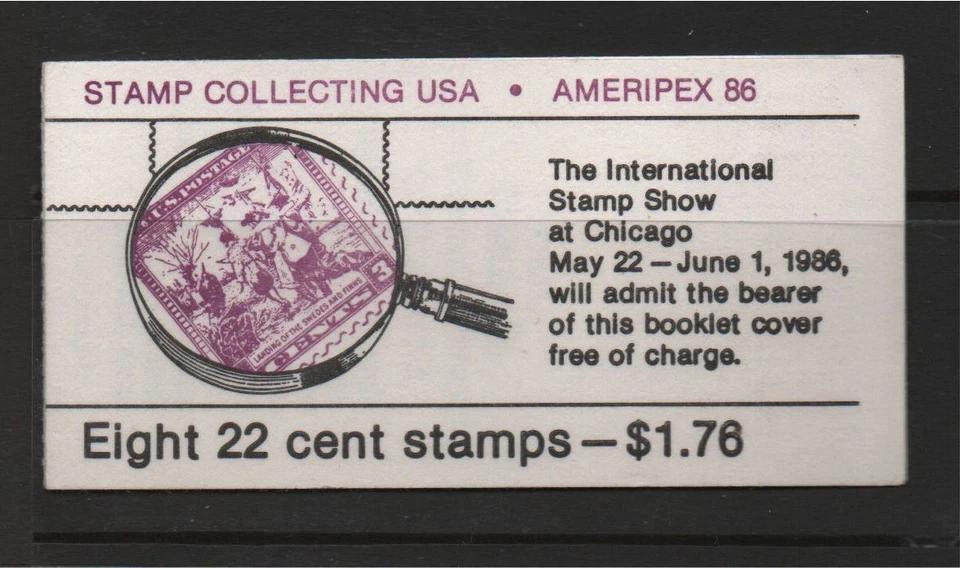 STAMP COLLECTING USA • AMERIPEX 86
U.S. POSTAGE
3
LANDING OF THE SWEDES AND FINNS
CENTS
The International
Stamp Show
at Chicago
May 22 – June 1, 1986,
will admit the bearer
of this booklet cover
free of charge.
Eight 22 cent stamps – $1.76